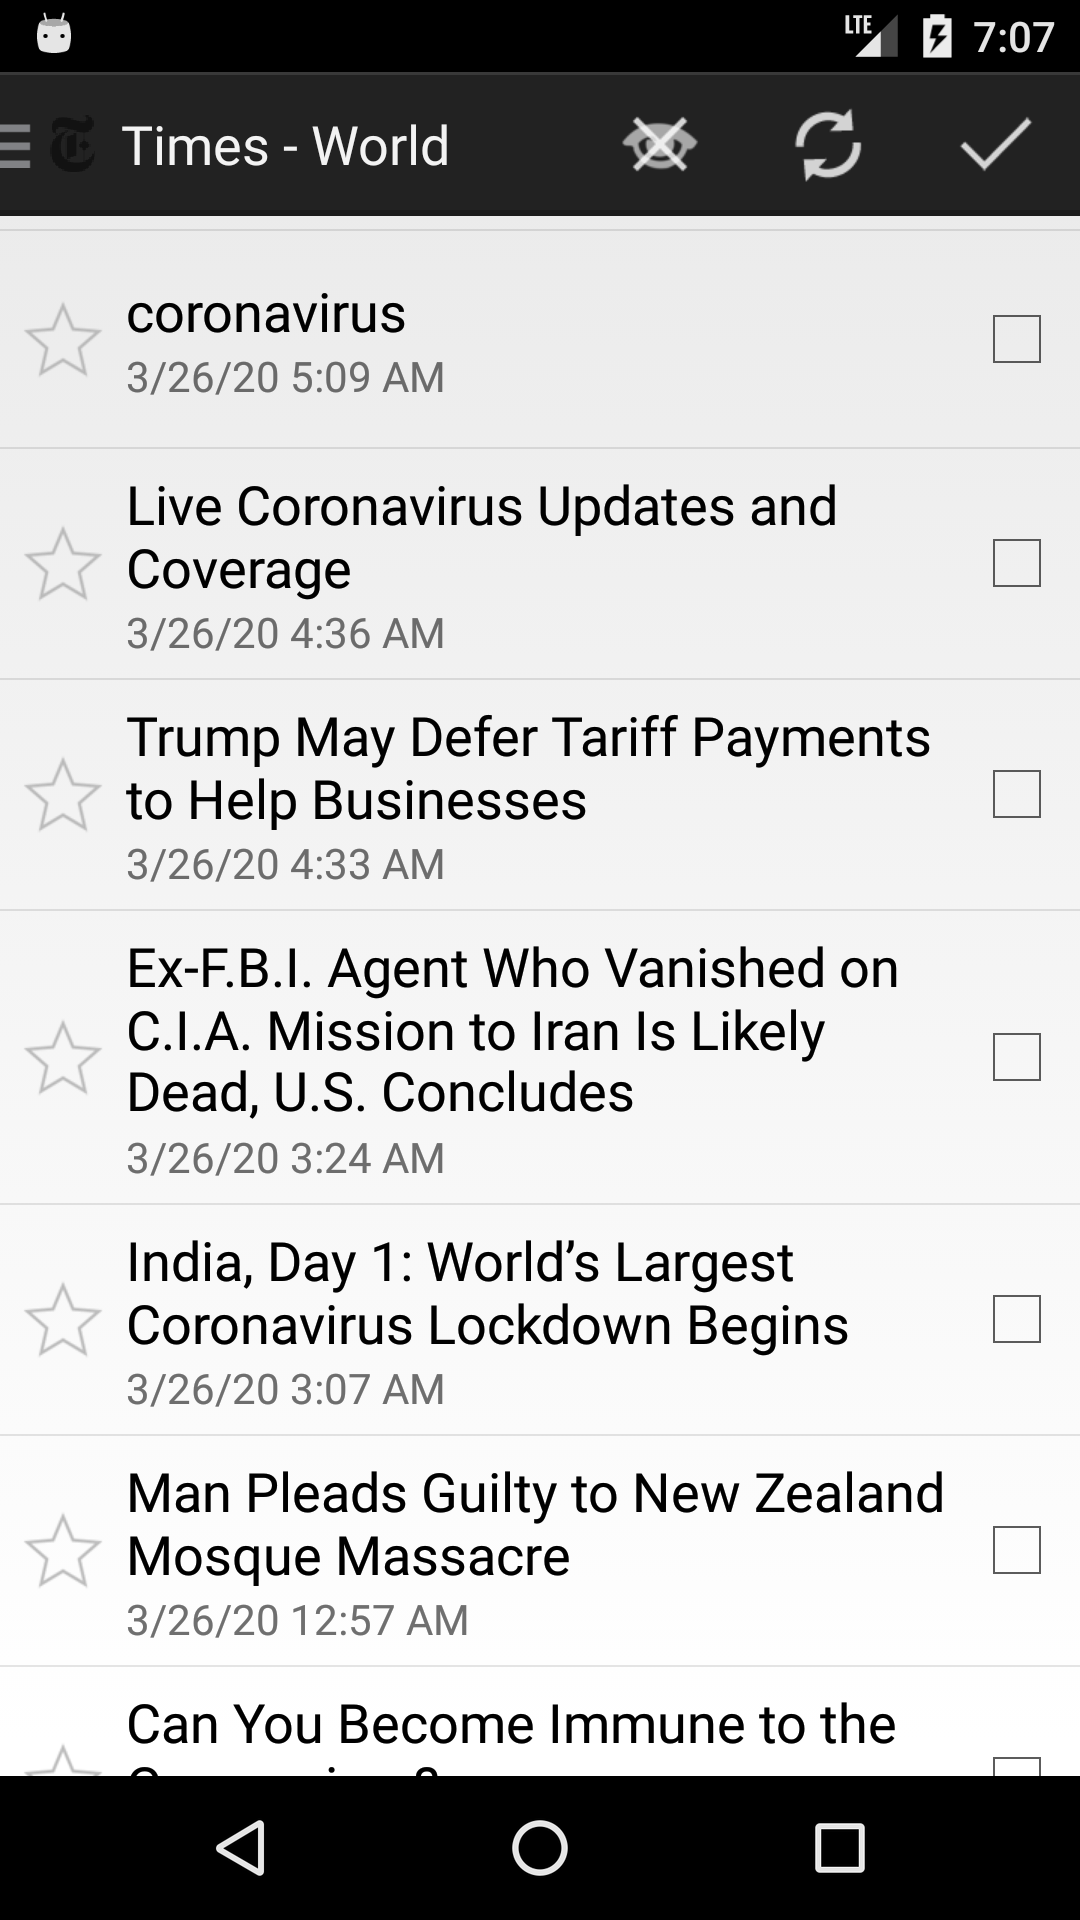 LTE 7:07
Times - World
coronavirus
3/26/20 5:09 AM
Live Coronavirus Updates and
Coverage
3/26/20 4:36 AM
Trump May Defer Tariff Payments
to Help Businesses
3/26/20 4:33 AM
Ex-F.B.I. Agent Who Vanished on
C.I.A. Mission to Iran Is Likely
Dead, U.S. Concludes
3/26/20 3:24 AM
India, Day 1: World’s Largest
Coronavirus Lockdown Begins
3/26/20 3:07 AM
Man Pleads Guilty to New Zealand
Mosque Massacre
3/26/20 12:57 AM
Can You Become Immune to the